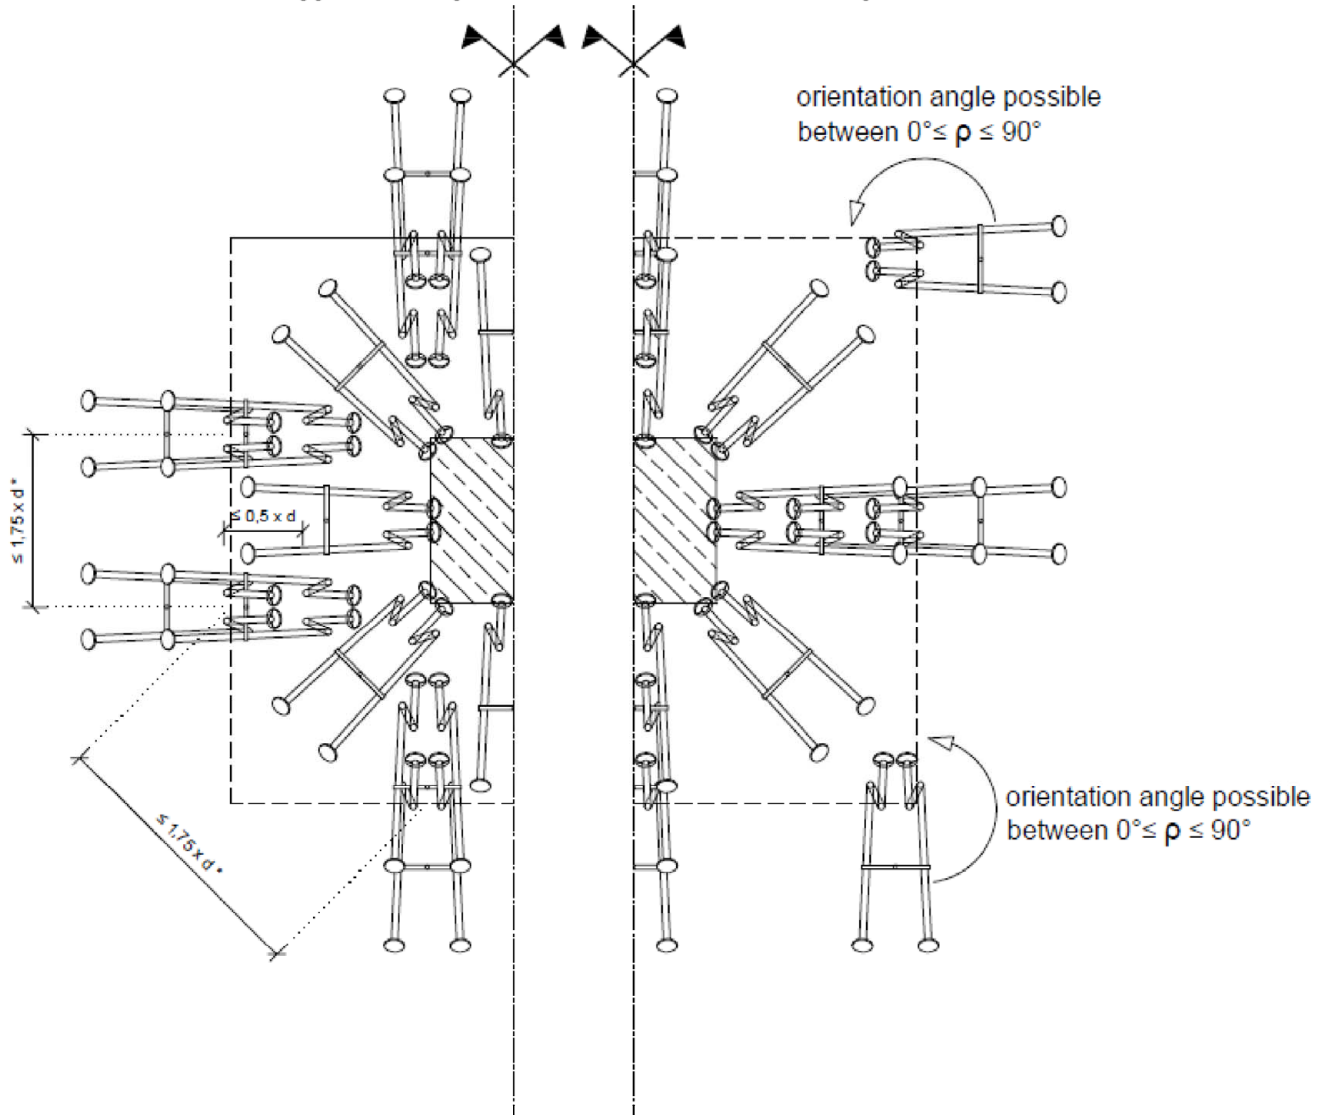 orientation angle possible
between 0°≤ ρ ≤ 90°
≤ 1,75 x d*
≤ 0,5 x d
≤ 1,75 x d*
orientation angle possible
between 0°≤ ρ ≤ 90°